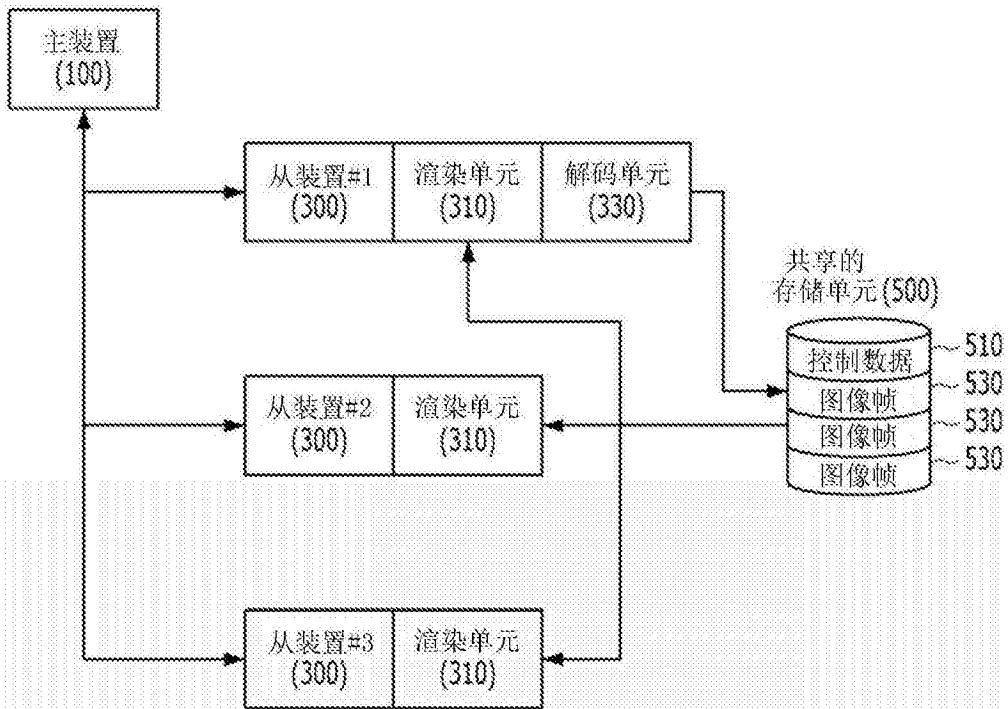 主装置
(100)
从装置#1
(300)
渲染单元
(310)
解码单元
(330)
共享的
存储单元(500)
控制数据
510
图像帧
530
图像帧
530
图像帧
530
从装置#2
(300)
渲染单元
(310)
从装置#3
(300)
渲染单元
(310)